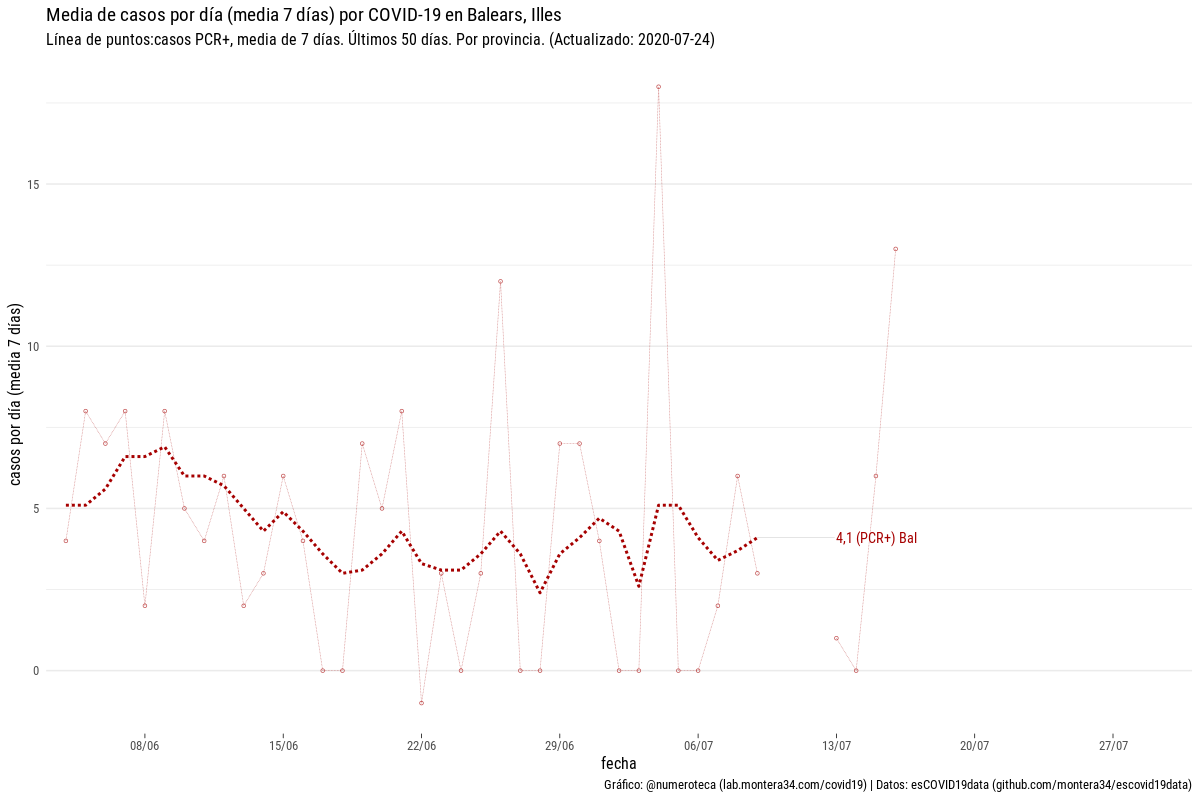 Media de casos por día (media 7 días) por COVID-19 en Balears, Illes
Línea de puntos:casos PCR+, media de 7 días. Últimos 50 días. Por provincia. (Actualizado: 2020-07-24)
casos por día (media 7 días)
15
10
5
0
4,1 (PCR+) Bal
08/06
15/06
22/06
29/06
06/07
13/07
20/07
27/07
fecha
Gráfico: @numeroteca (lab.montera34.com/covid19) | Datos: esCOVID19data (github.com/montera34/escovid19data)